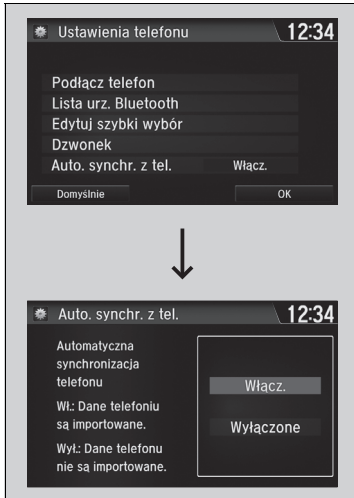 Ustawienia telefonu 12:34
Podłącz telefon
Lista urz. Bluetooth
Edytuj szybki wybór
Dzwonek
Auto. synchr. z tel. Włącz.
Domyślnie OK
Auto. synchr. z tel. 12:34
Automatyczna
synchronizacja
telefonu
Wł.: Dane telefoniu
są importowane.
Wył.: Dane telefonu
nie są importowane.
Włącz.
Wyłączone